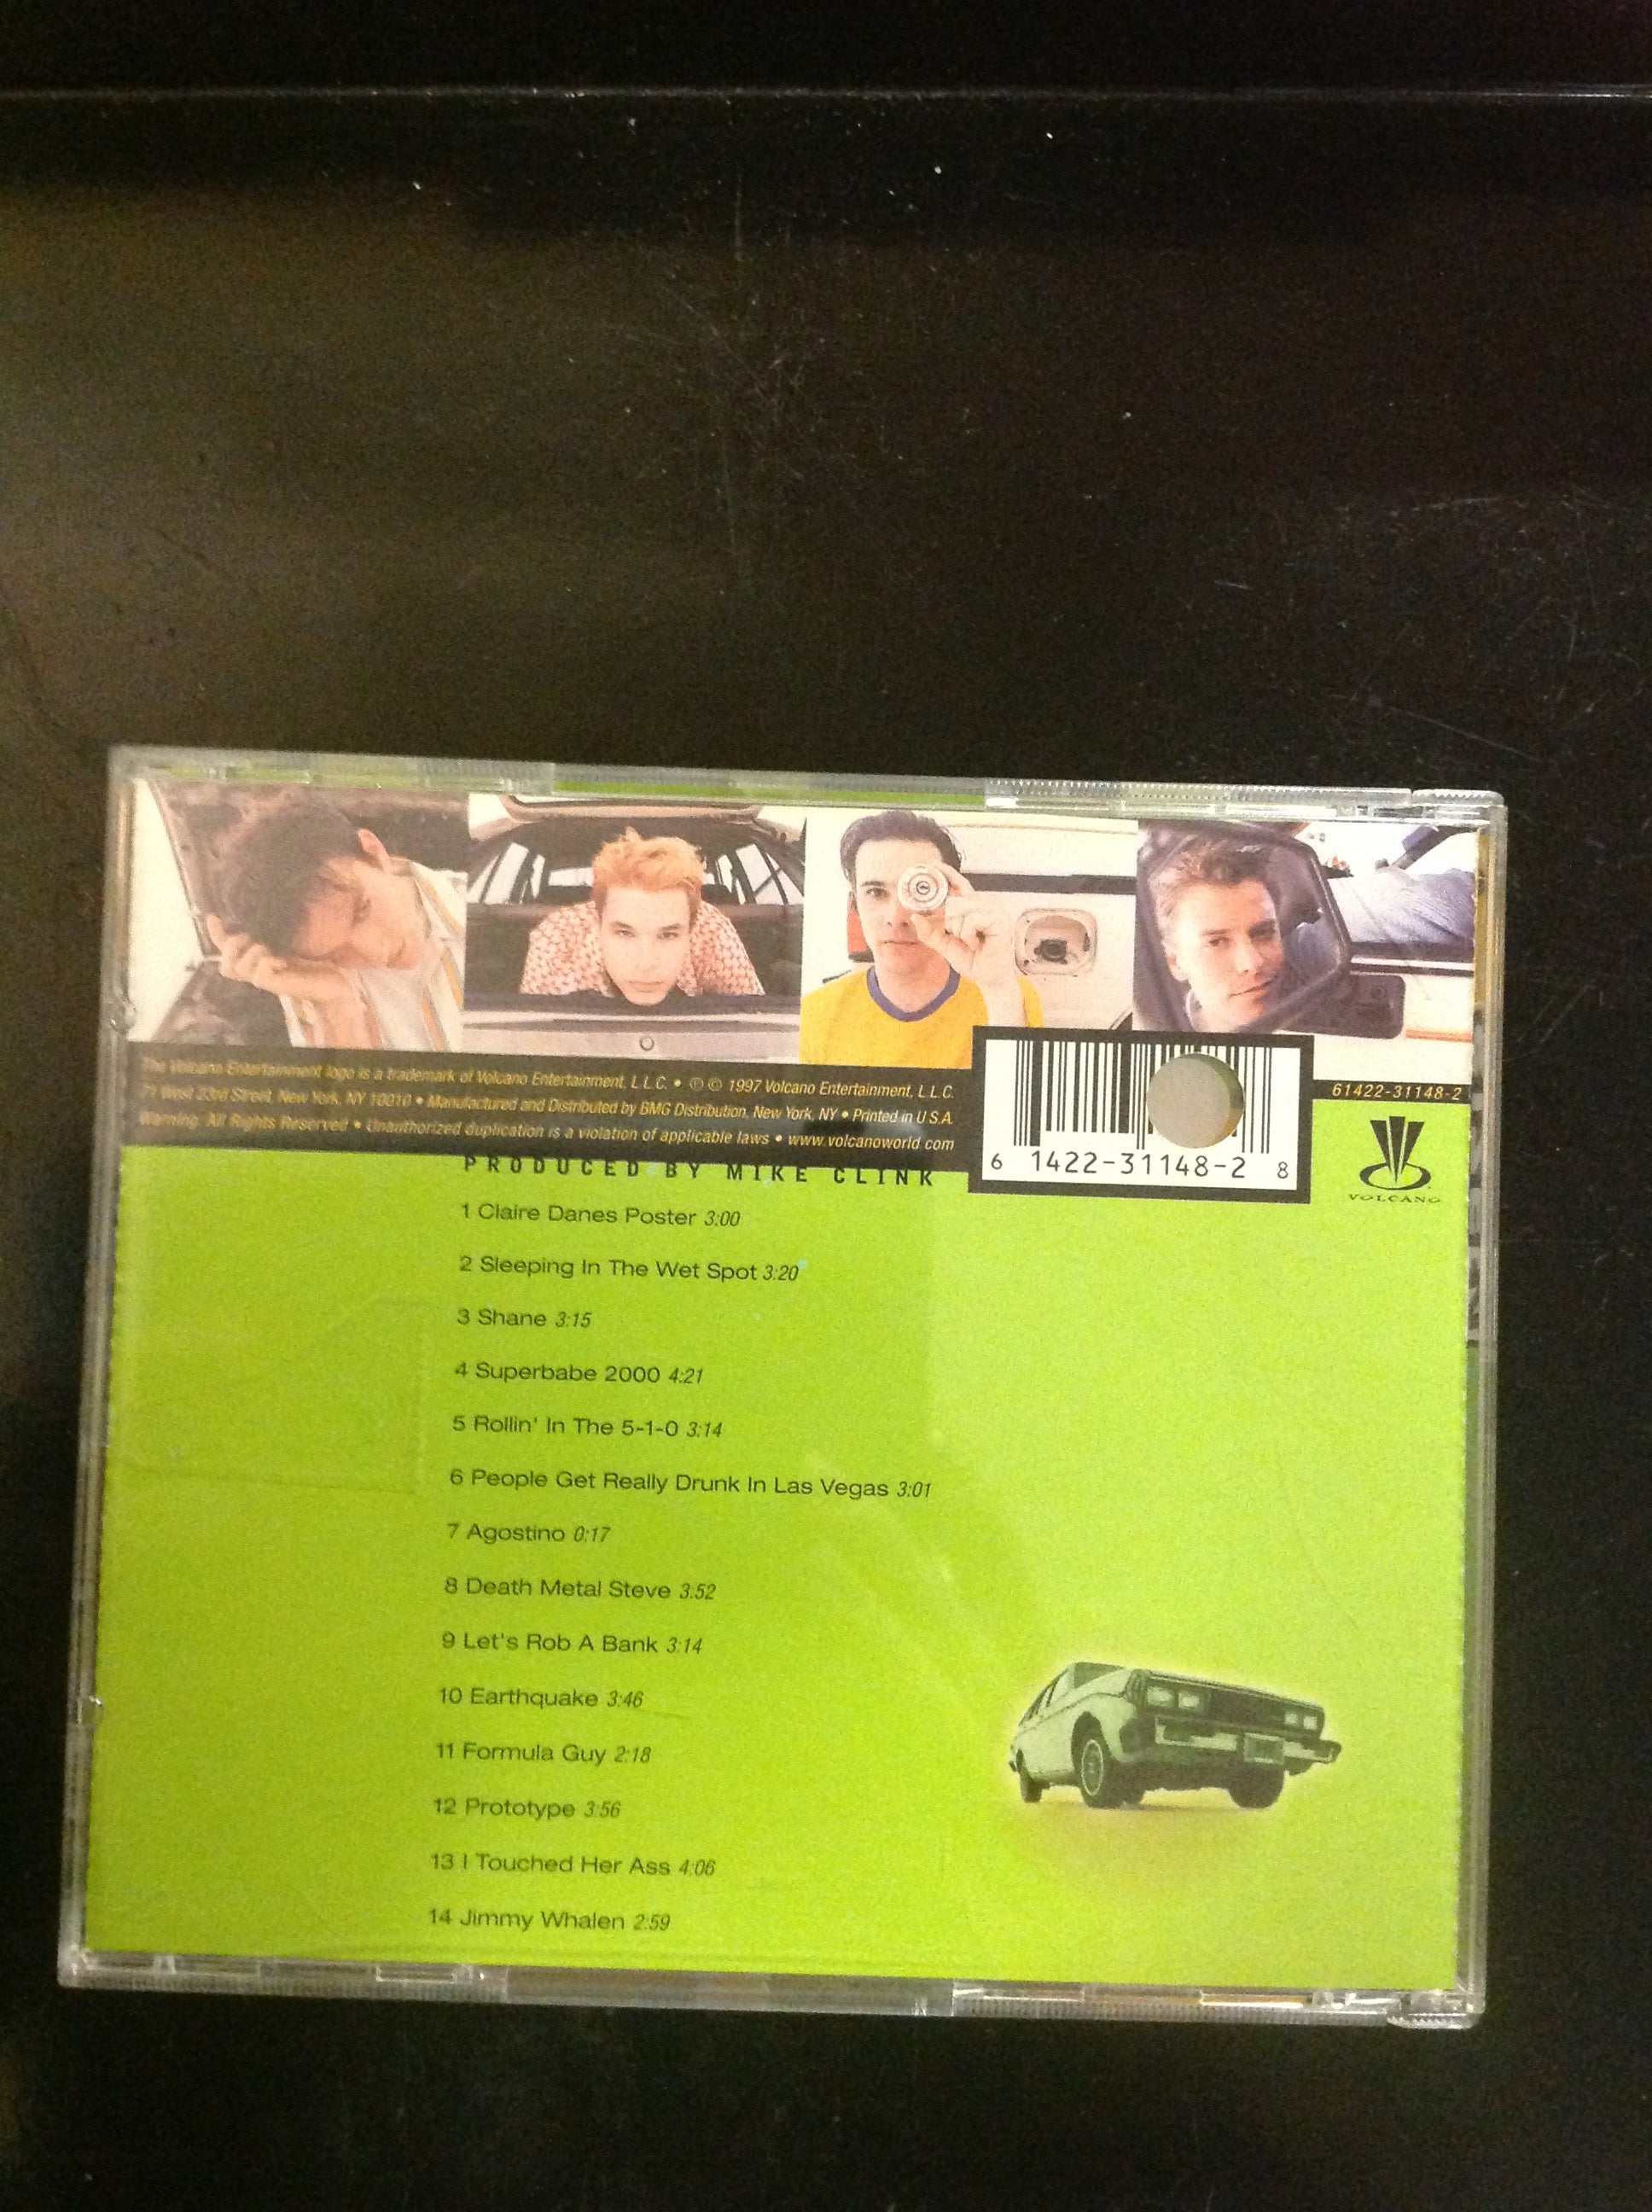 The Volcano Entertainment logo is a trademark of Volcano Entertainment, L.L.C. • ℗ © 1997 Volcano Entertainment, L.L.C.
71 West 23rd Street, New York, NY 10010 • Manufactured and Distributed by BMG Distribution, New York, NY • Printed in U.S.A.
Warning: All Rights Reserved • Unauthorized duplication is a violation of applicable laws • www.volcanoworld.com
6 1422-31148-2 8
61422-31148-2
VOLCANO
PRODUCED BY MIKE CLINK
1 Claire Danes Poster 3:00
2 Sleeping In The Wet Spot 3:20
3 Shane 3:15
4 Superbabe 2000 4:21
5 Rollin' In The 5-1-0 3:14
6 People Get Really Drunk In Las Vegas 3:01
7 Agostino 0:17
8 Death Metal Steve 3:52
9 Let's Rob A Bank 3:14
10 Earthquake 3:46
11 Formula Guy 2:18
12 Prototype 3:56
13 I Touched Her Ass 4:06
14 Jimmy Whalen 2:59